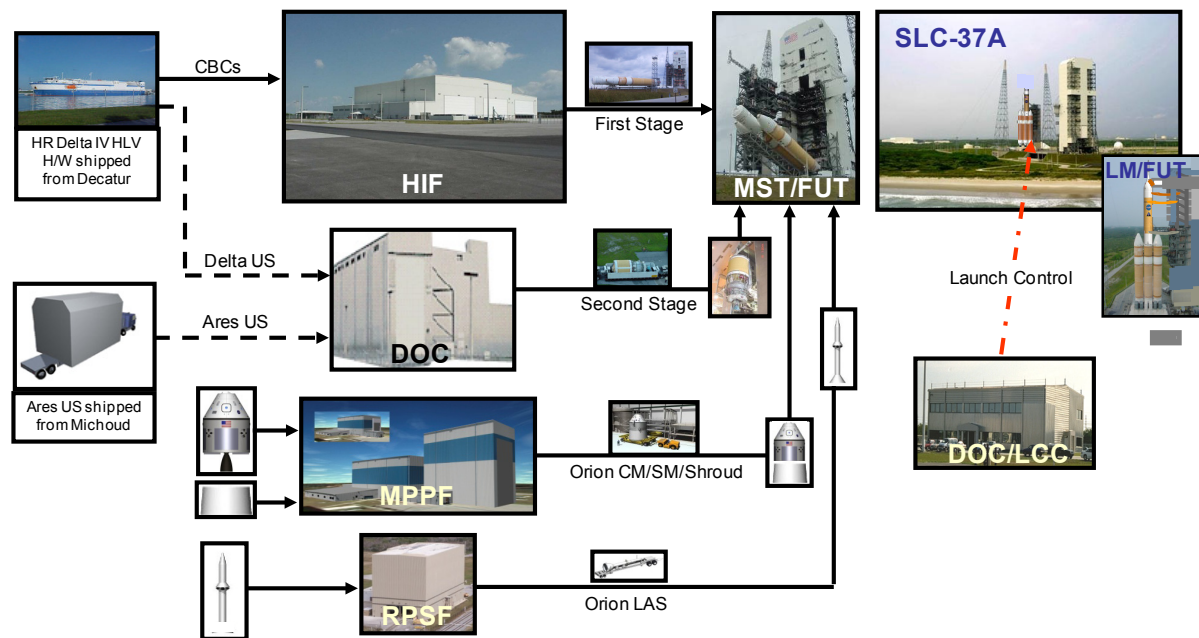 CBCs
HR Delta IV HLV
H/W shipped
from Decatur
HIF
First Stage
MST/FUT
SLC-37A
LM/FUT
Delta US
Ares US
DOC
Second Stage
Launch Control
Ares US shipped
from Michoud
MPPF
Orion CM/SM/Shroud
DOC/LCC
RPSF
Orion LAS